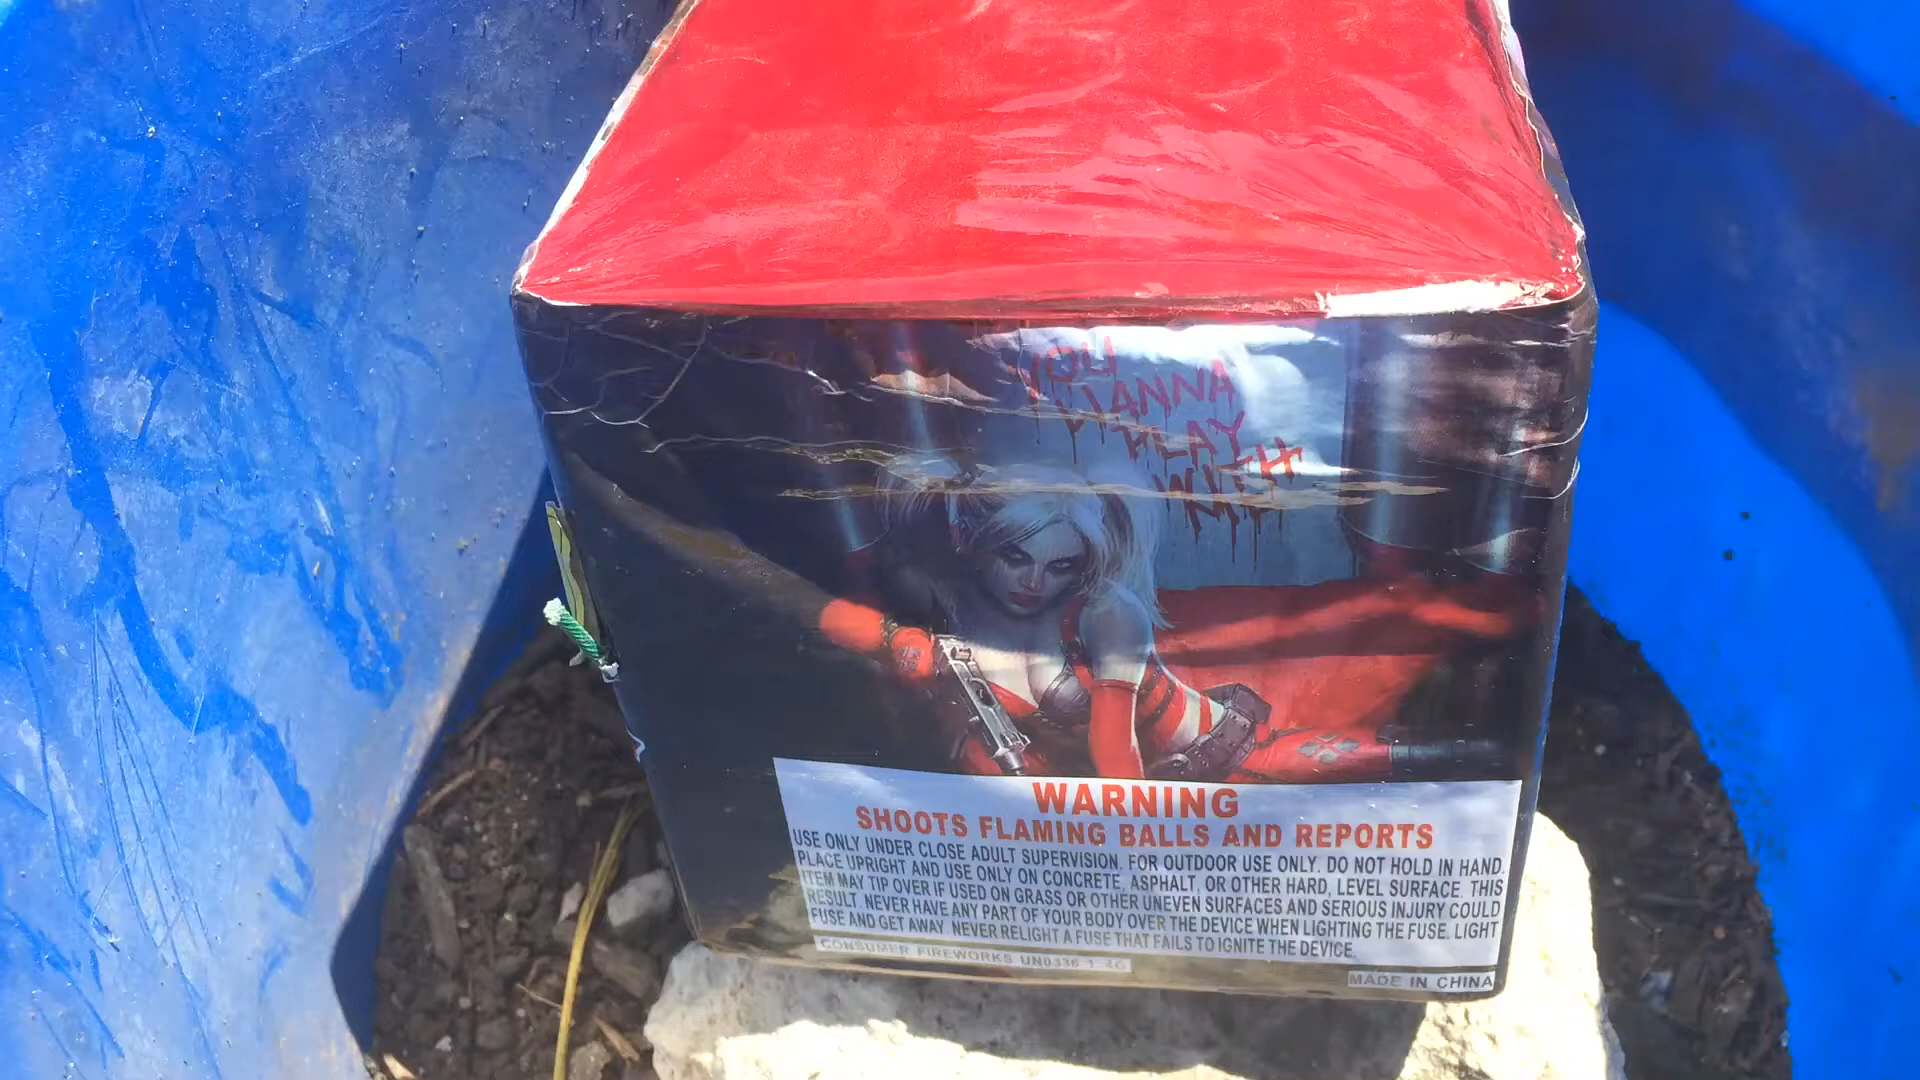 YOU
WANNA
PLAY
WITH
ME
WARNING
SHOOTS FLAMING BALLS AND REPORTS
USE ONLY UNDER CLOSE ADULT SUPERVISION. FOR OUTDOOR USE ONLY. DO NOT HOLD IN HAND.
PLACE UPRIGHT AND USE ONLY ON CONCRETE, ASPHALT, OR OTHER HARD, LEVEL SURFACE. THIS
ITEM MAY TIP OVER IF USED ON GRASS OR OTHER UNEVEN SURFACES AND SERIOUS INJURY COULD
RESULT. NEVER HAVE ANY PART OF YOUR BODY OVER THE DEVICE WHEN LIGHTING THE FUSE. LIGHT
FUSE AND GET AWAY. NEVER RELIGHT A FUSE THAT FAILS TO IGNITE THE DEVICE.
CONSUMER FIREWORKS UN0336 1.4G
MADE IN CHINA